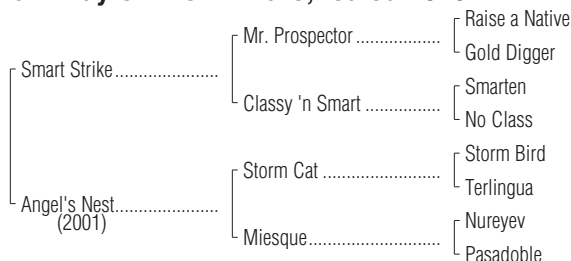 Raise a Native
Mr. Prospector ..................
Gold Digger
Smart Strike ......................
Smarten
Classy 'n Smart ................
No Class
Storm Bird
Storm Cat .........................
Terlingua
Angel's Nest......................
(2001)
Nureyev
Miesque............................
Pasadoble